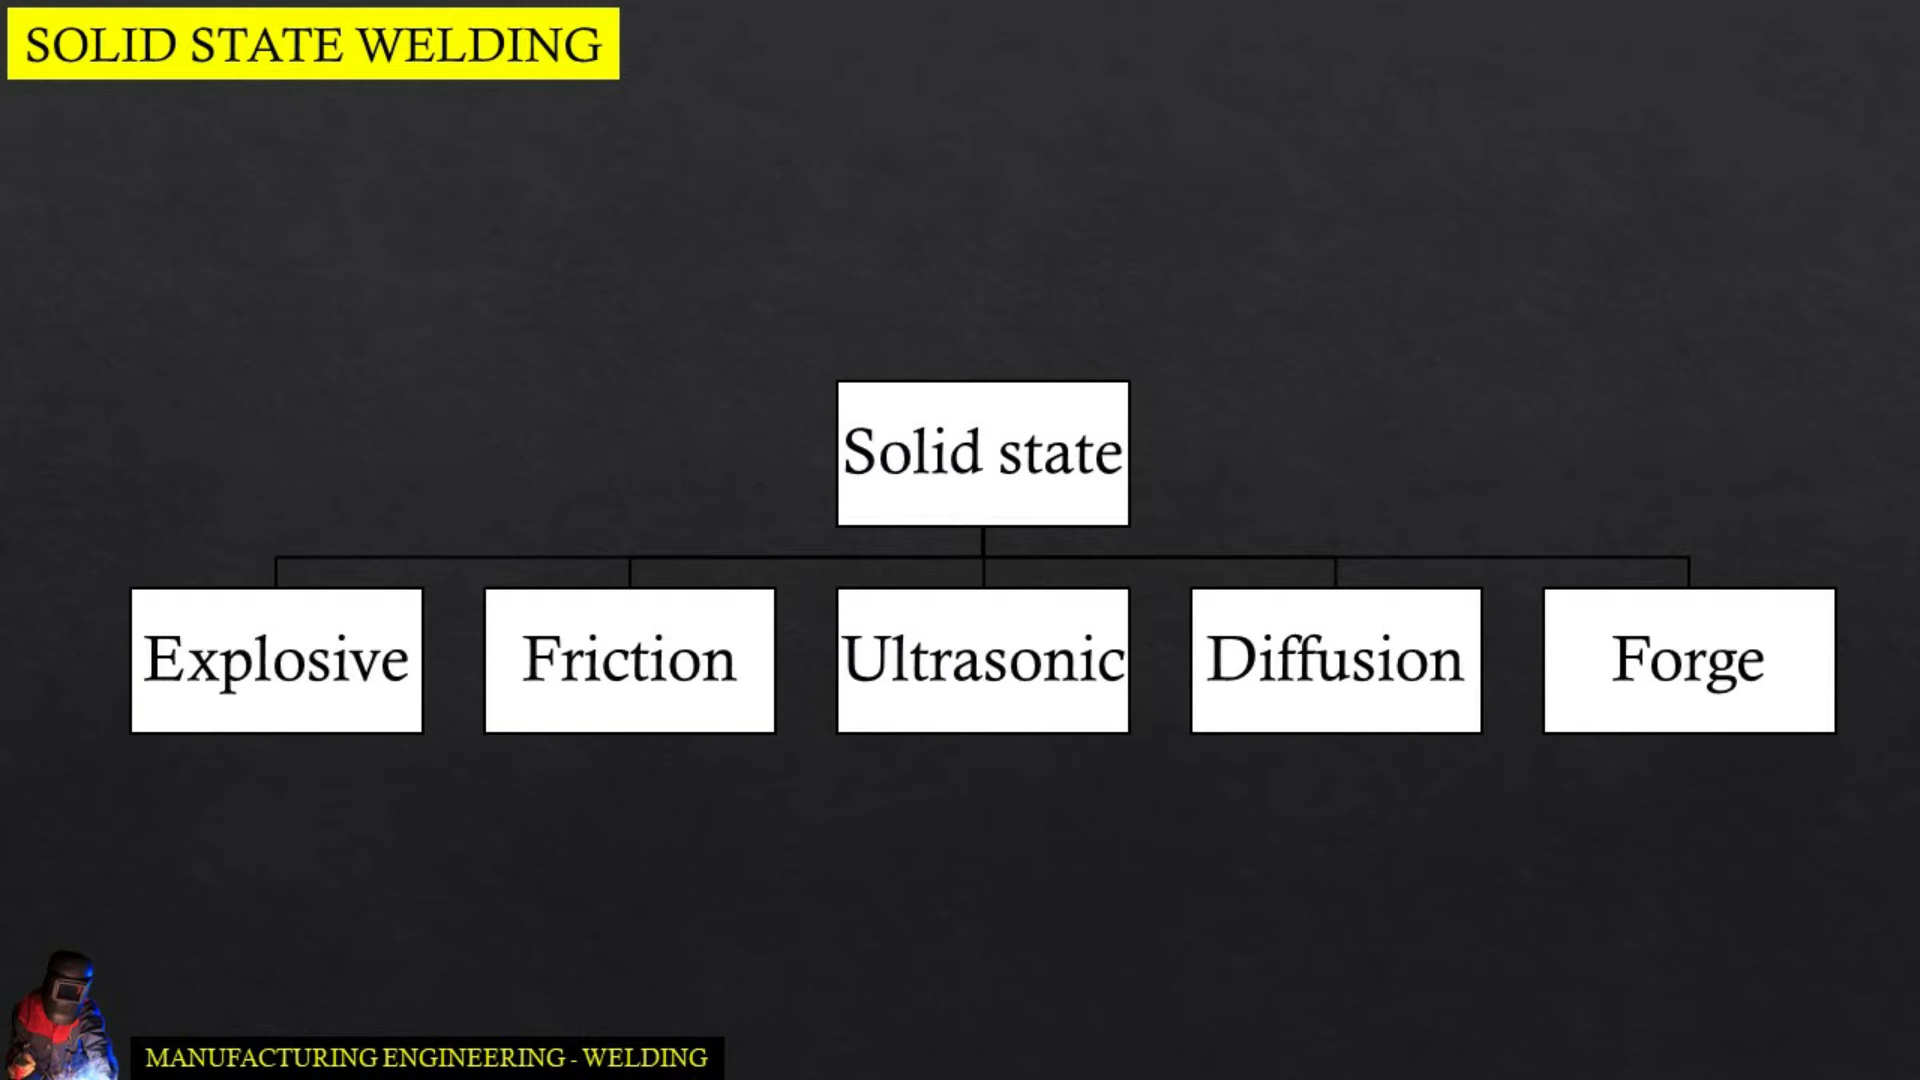 SOLID STATE WELDING
Solid state
Explosive
Friction
Ultrasonic
Diffusion
Forge
MANUFACTURING ENGINEERING - WELDING